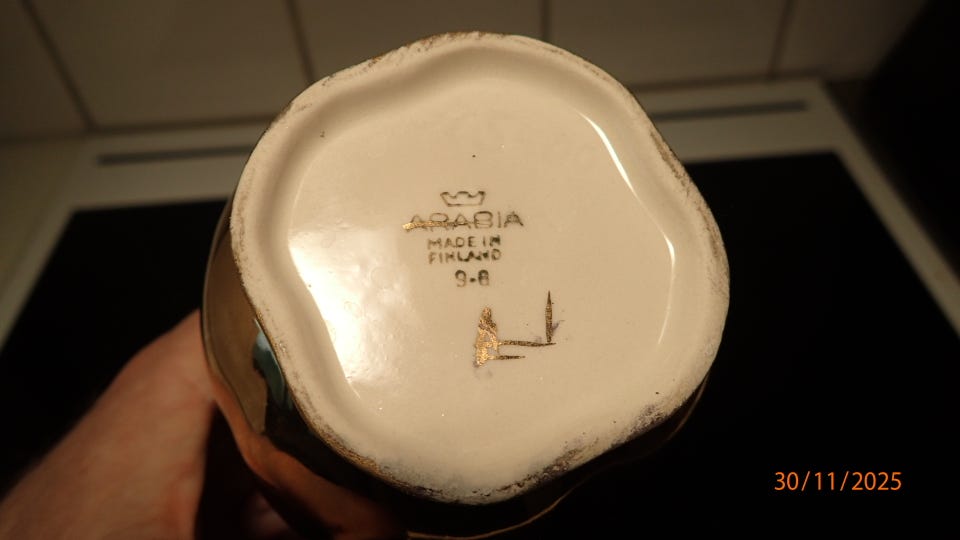 ARABIA
MADE IN
FINLAND
9-8
30/11/2025